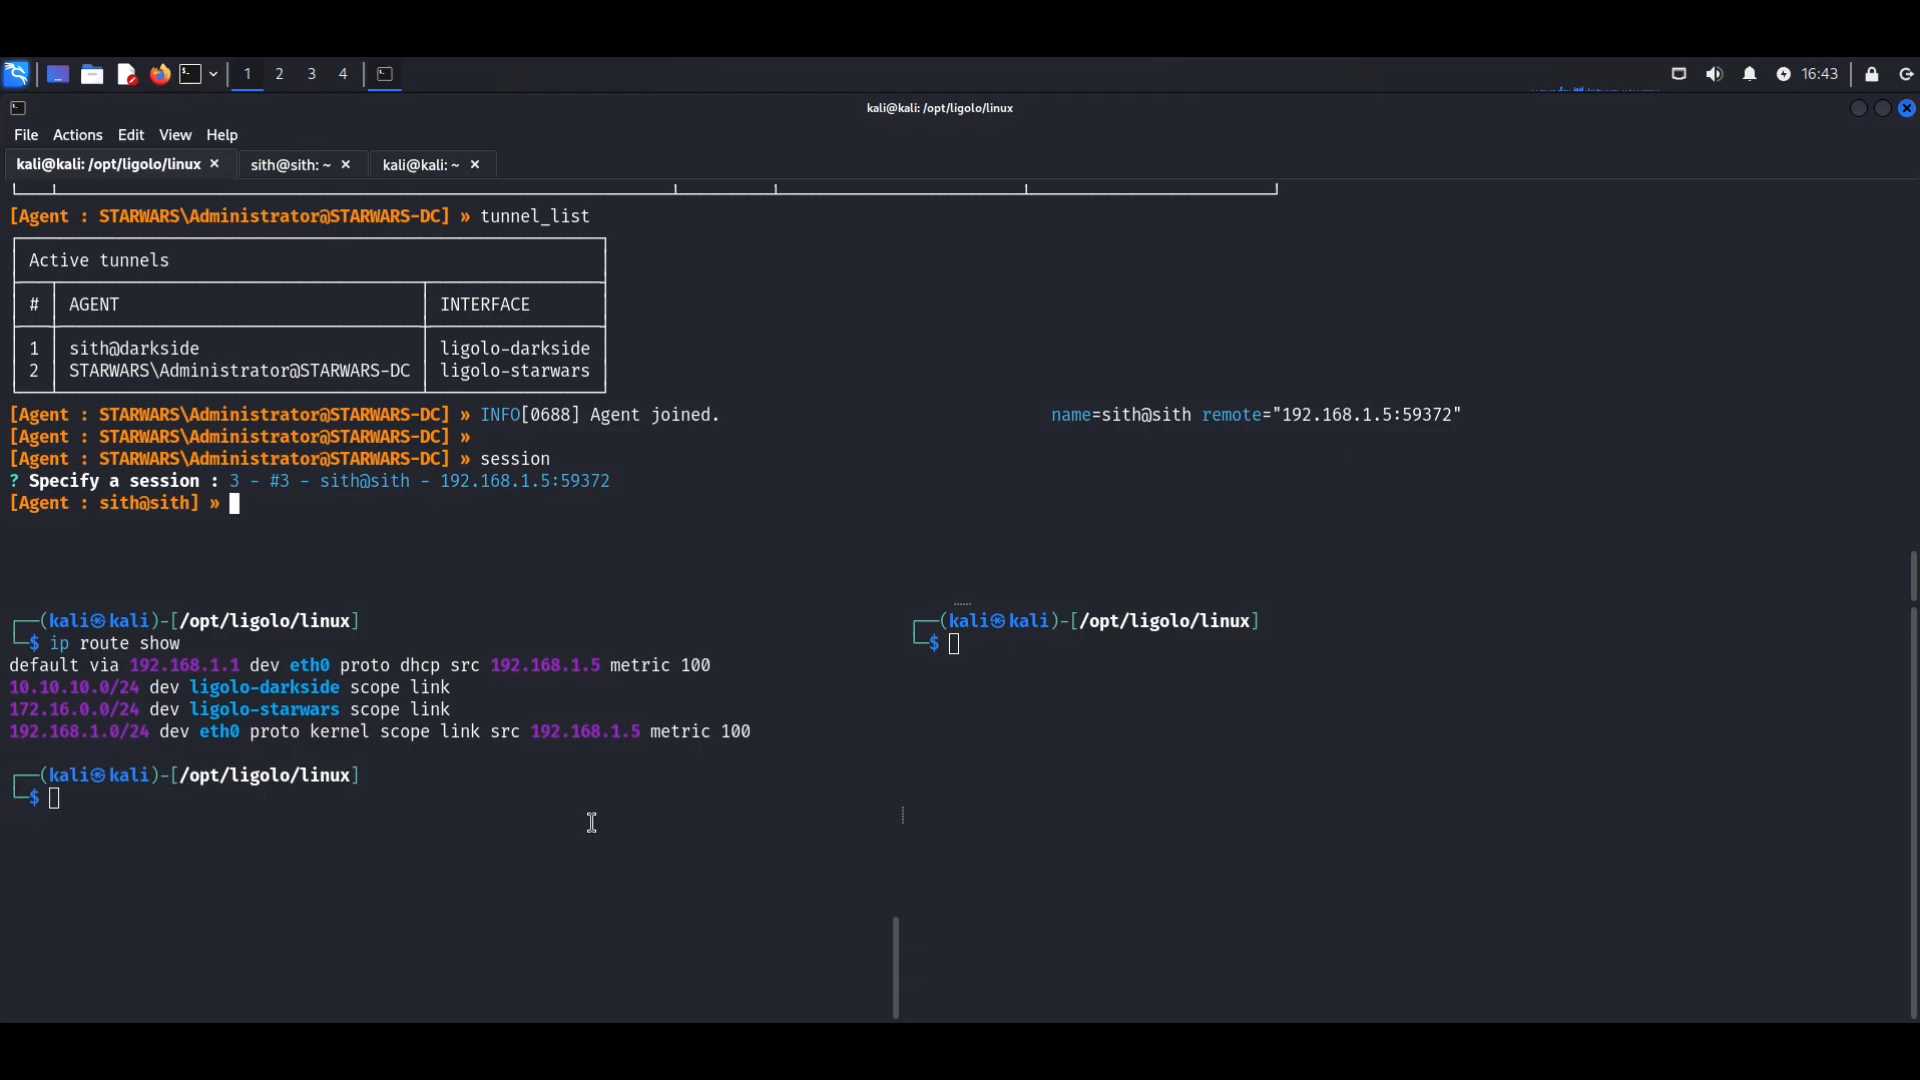 1 2 3 4
16:43
kali@kali: /opt/ligolo/linux
File Actions Edit View Help
kali@kali: /opt/ligolo/linux × sith@sith: ~ × kali@kali: ~ ×
[Agent : STARWARS\Administrator@STARWARS-DC] » tunnel_list
Active tunnels
# AGENT INTERFACE
1 sith@darkside ligolo-darkside
2 STARWARS\Administrator@STARWARS-DC ligolo-starwars
[Agent : STARWARS\Administrator@STARWARS-DC] » INFO[0688] Agent joined. name=sith@sith remote="192.168.1.5:59372"
[Agent : STARWARS\Administrator@STARWARS-DC] »
[Agent : STARWARS\Administrator@STARWARS-DC] » session
? Specify a session : 3 - #3 - sith@sith - 192.168.1.5:59372
[Agent : sith@sith] »
┌──(kali㉿kali)-[/opt/ligolo/linux]
└─$ ip route show
default via 192.168.1.1 dev eth0 proto dhcp src 192.168.1.5 metric 100
10.10.10.0/24 dev ligolo-darkside scope link
172.16.0.0/24 dev ligolo-starwars scope link
192.168.1.0/24 dev eth0 proto kernel scope link src 192.168.1.5 metric 100
┌──(kali㉿kali)-[/opt/ligolo/linux]
└─$
┌──(kali㉿kali)-[/opt/ligolo/linux]
└─$